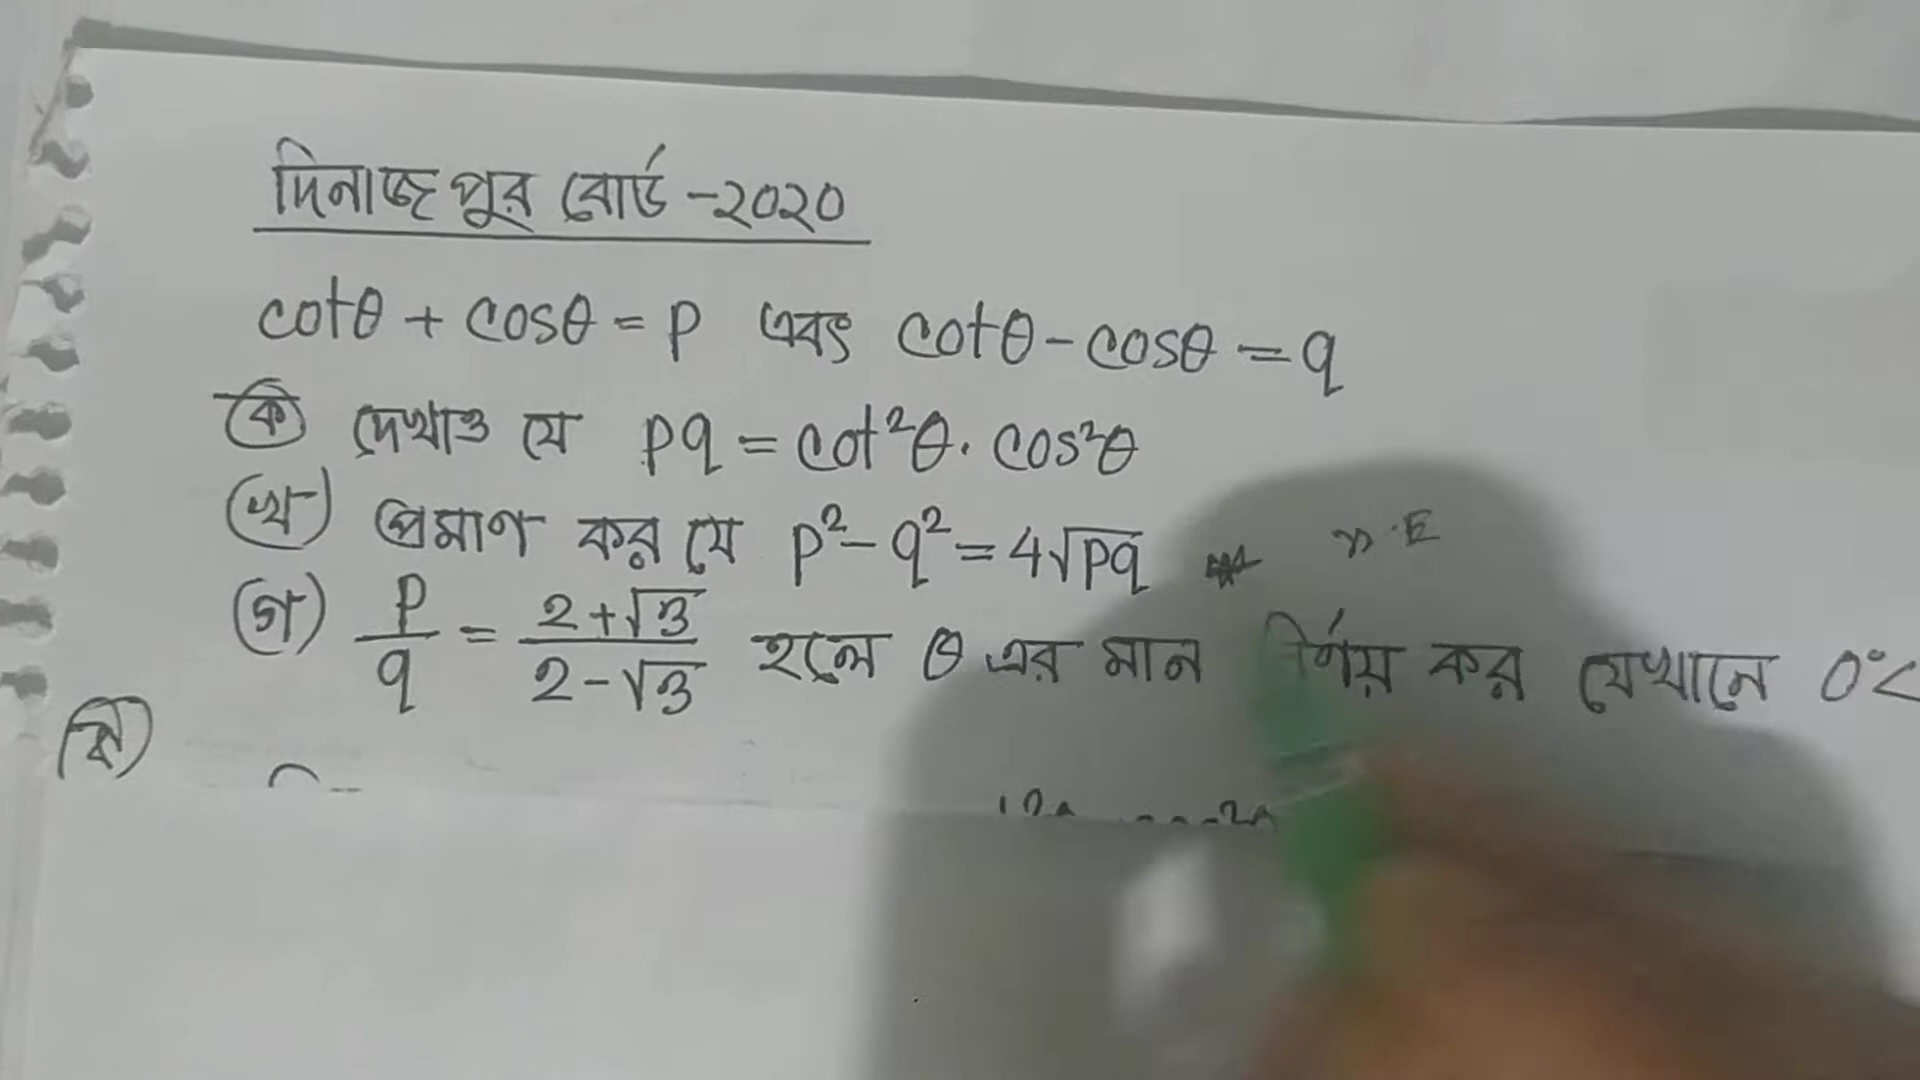 দিনাজপুর বোর্ড -২০২০
cotθ + cosθ = p এবং cotθ - cosθ = q
(ক) দেখাও যে pq = cot²θ. cos²θ
(খ) প্রমাণ কর যে p² - q² = 4√pq
(গ) p/q = 2+√3/2-√3 হলে θ এর মান নির্ণয় কর যেখানে 0°<